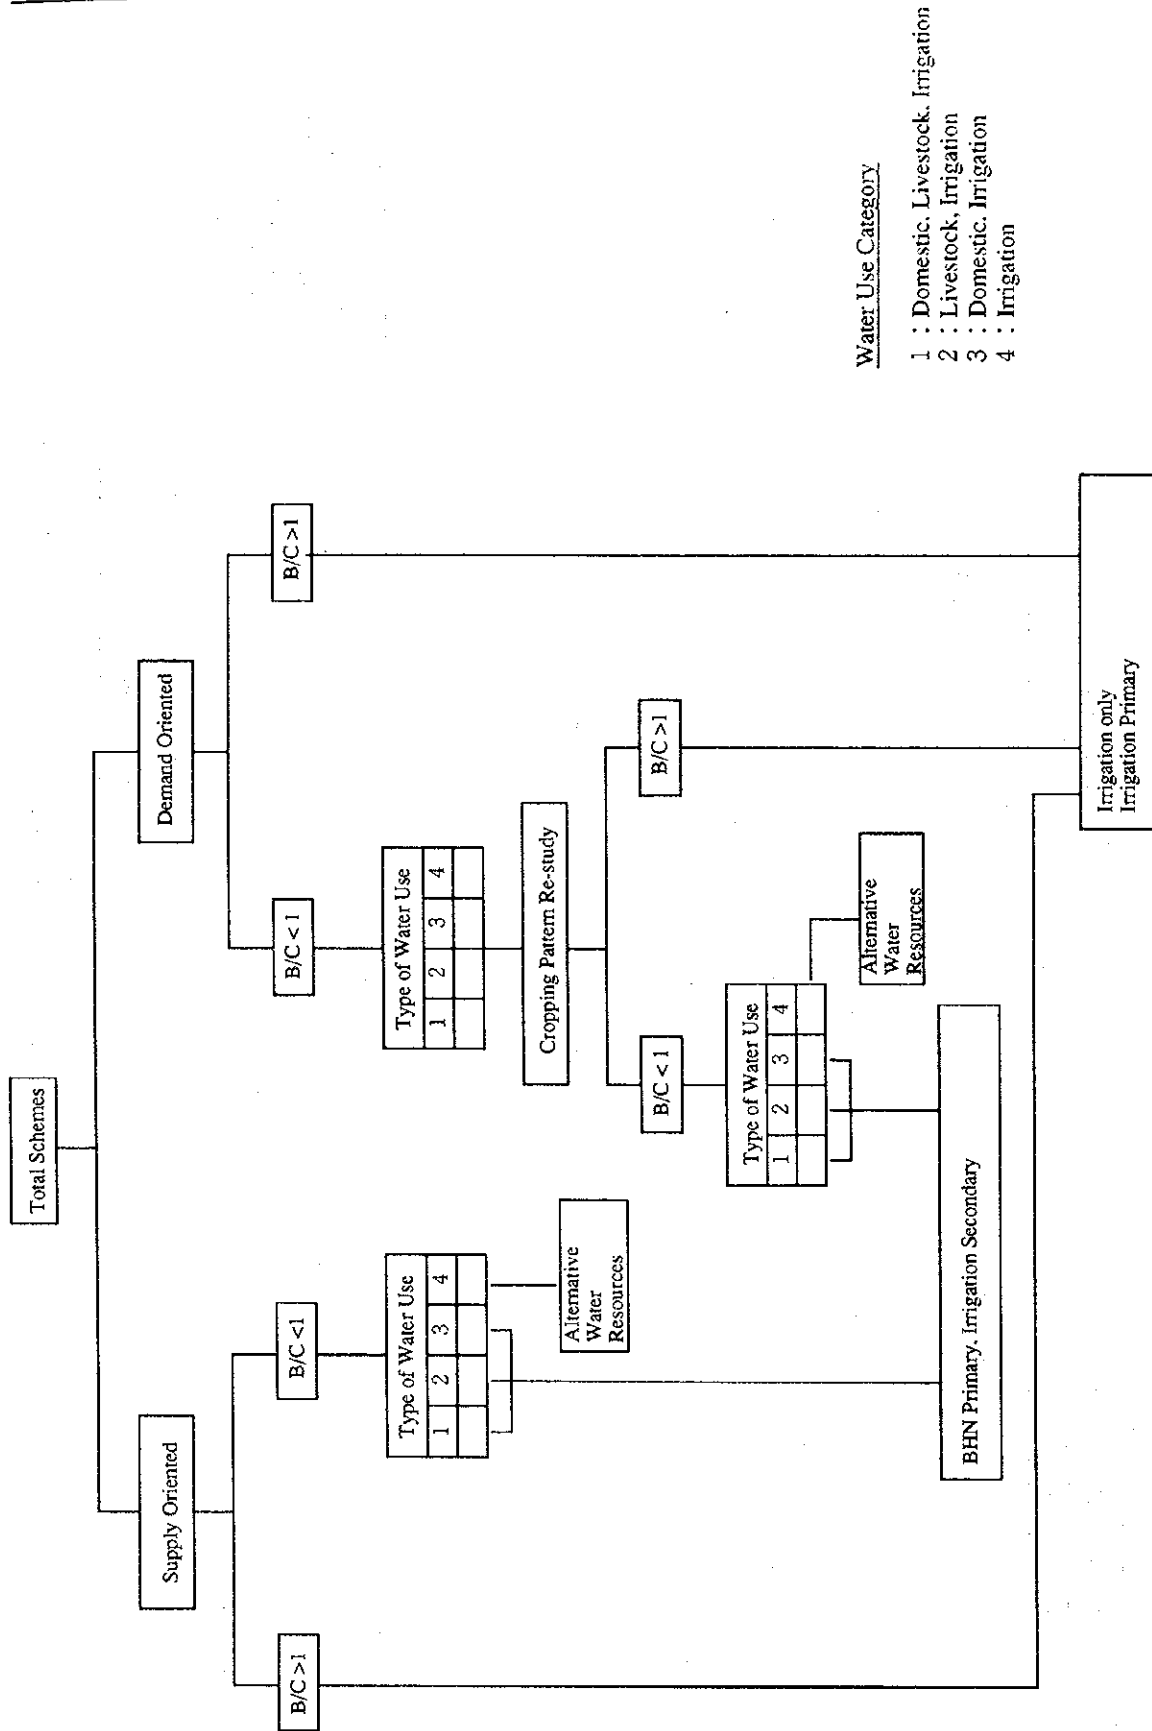 Total Schemes
Supply Oriented
Demand Oriented
B/C >1
B/C <1
B/C < 1
B/C >1
Type of Water Use
1 2 3 4
Type of Water Use
1 2 3 4
Cropping Pattern Re-study
Alternative
Water
Resources
B/C < 1
B/C >1
Type of Water Use
1 2 3 4
Alternative
Water
Resources
BHN Primary. Irrigation Secondary
Irrigation only
Irrigation Primary
Water Use Category
1 : Domestic. Livestock. Irrigation
2 : Livestock, Irrigation
3 : Domestic. Irrigation
4 : Irrigation